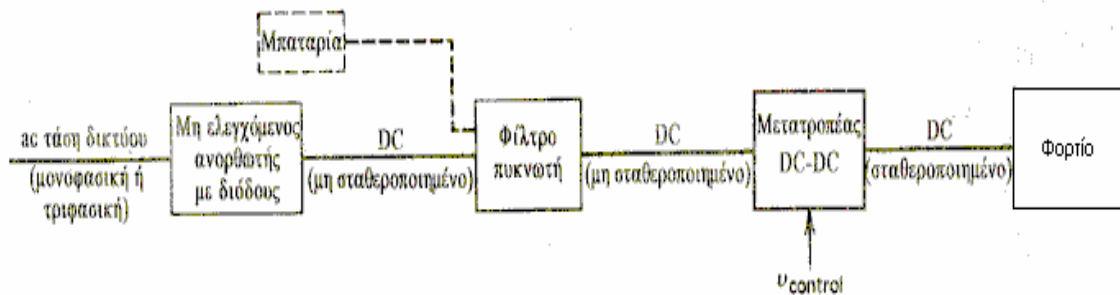 Μπαταρία
ac τάση δικτύου
(μονοφασική ή
τριφασική)
Μη ελεγχόμενος
ανορθωτής
με διόδους
DC
(μη σταθεροποιημένο)
Φίλτρο
πυκνωτή
DC
(μη σταθεροποιημένο)
Μετατροπέας
DC-DC
DC
(σταθεροποιημένο)
Φορτίο
υcontrol